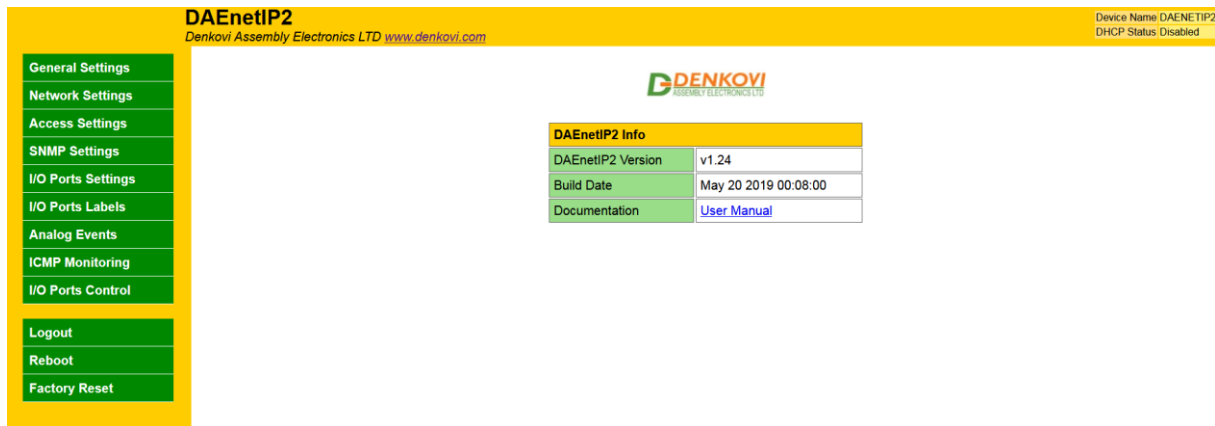 DAEnetIP2
Denkovi Assembly Electronics LTD www.denkovi.com
Device Name DAENETIP2
DHCP Status Disabled
General Settings
Network Settings
Access Settings
SNMP Settings
I/O Ports Settings
I/O Ports Labels
Analog Events
ICMP Monitoring
I/O Ports Control
Logout
Reboot
Factory Reset
DENKOVI
ASSEMBLY ELECTRONICS LTD
DAEnetIP2 Info
DAEnetIP2 Version v1.24
Build Date May 20 2019 00:08:00
Documentation User Manual